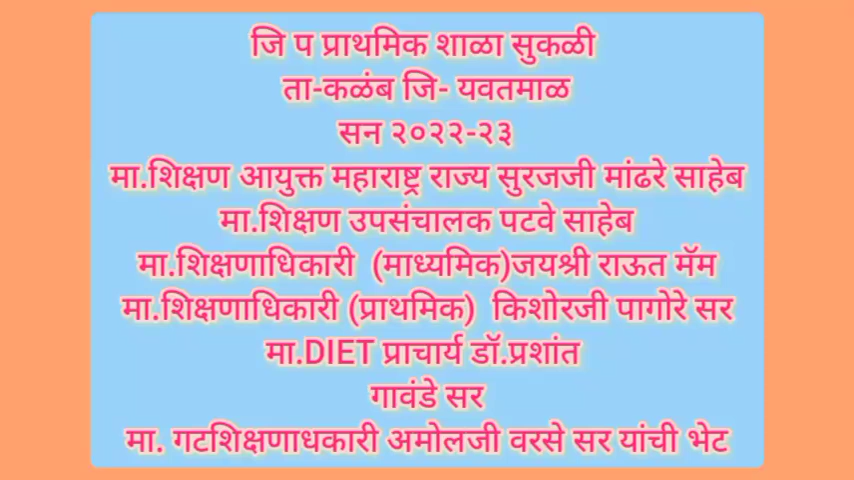 जि प प्राथमिक शाळा सुकळी
ता-कळंब जि- यवतमाळ
सन २०२२-२३
मा.शिक्षण आयुक्त महाराष्ट्र राज्य सुरजजी मांढरे साहेब
मा.शिक्षण उपसंचालक पटवे साहेब
मा.शिक्षणाधिकारी (माध्यमिक)जयश्री राऊत मॅम
मा.शिक्षणाधिकारी (प्राथमिक) किशोरजी पागोरे सर
मा.DIET प्राचार्य डॉ.प्रशांत
गावंडे सर
मा. गटशिक्षणाधकारी अमोलजी वरसे सर यांची भेट